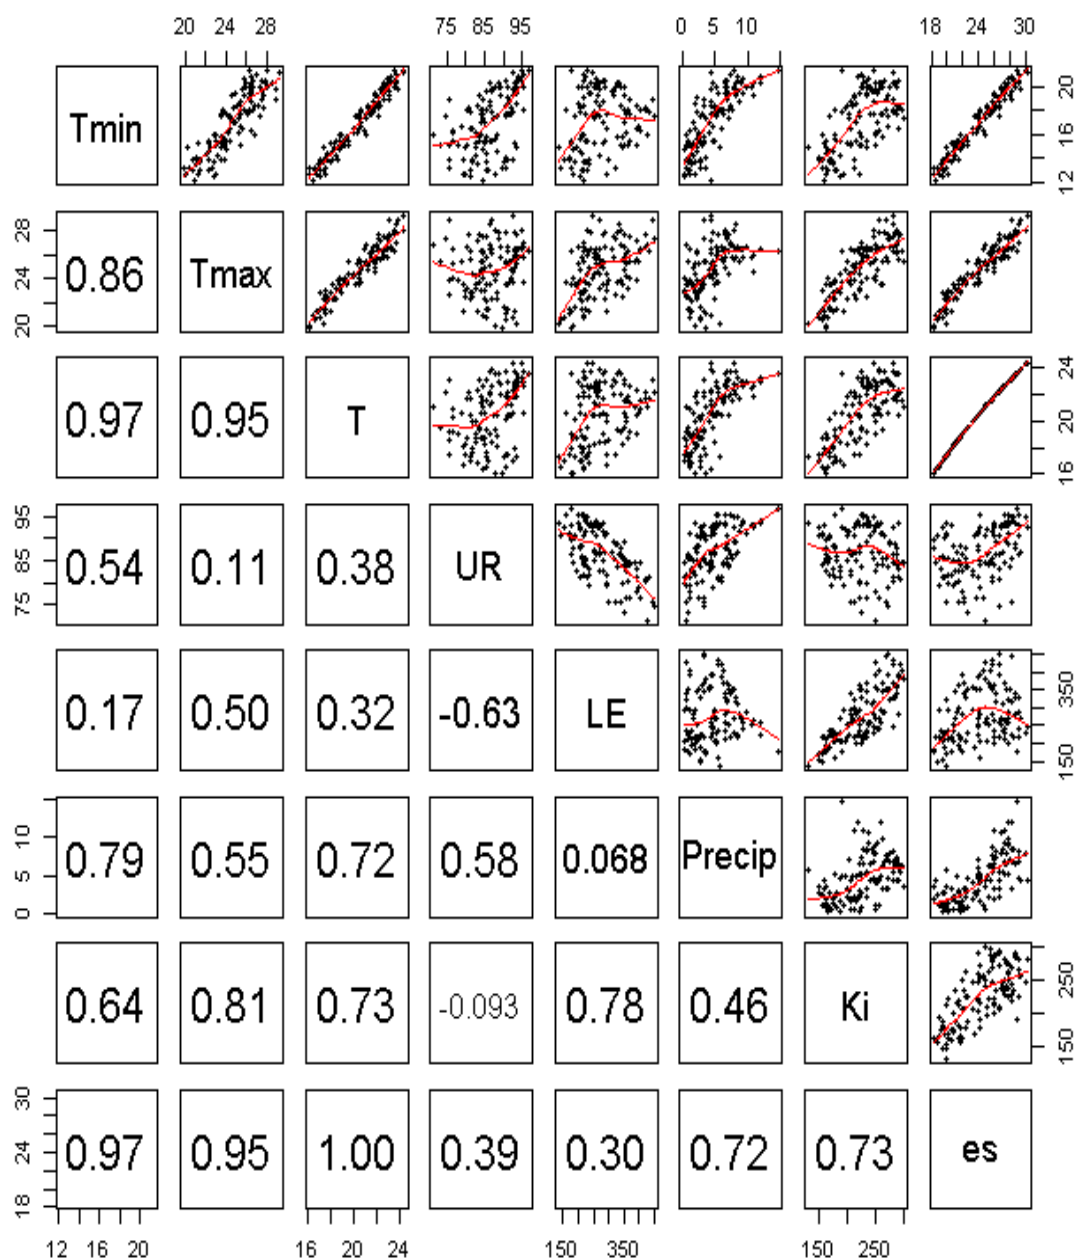 20 24 28 75 85 95 0 5 10 18 24 30
Tmin
12 16 20
20 24 28
0.86 Tmax
0.97 0.95 T
16 20 24
75 85 95
0.54 0.11 0.38 UR
0.17 0.50 0.32 -0.63 LE
150 350
0 5 10
0.79 0.55 0.72 0.58 0.068 Precip
0.64 0.81 0.73 -0.093 0.78 0.46 Ki
150 250
18 24 30
0.97 0.95 1.00 0.39 0.30 0.72 0.73 es
12 16 20 16 20 24 150 350 150 250